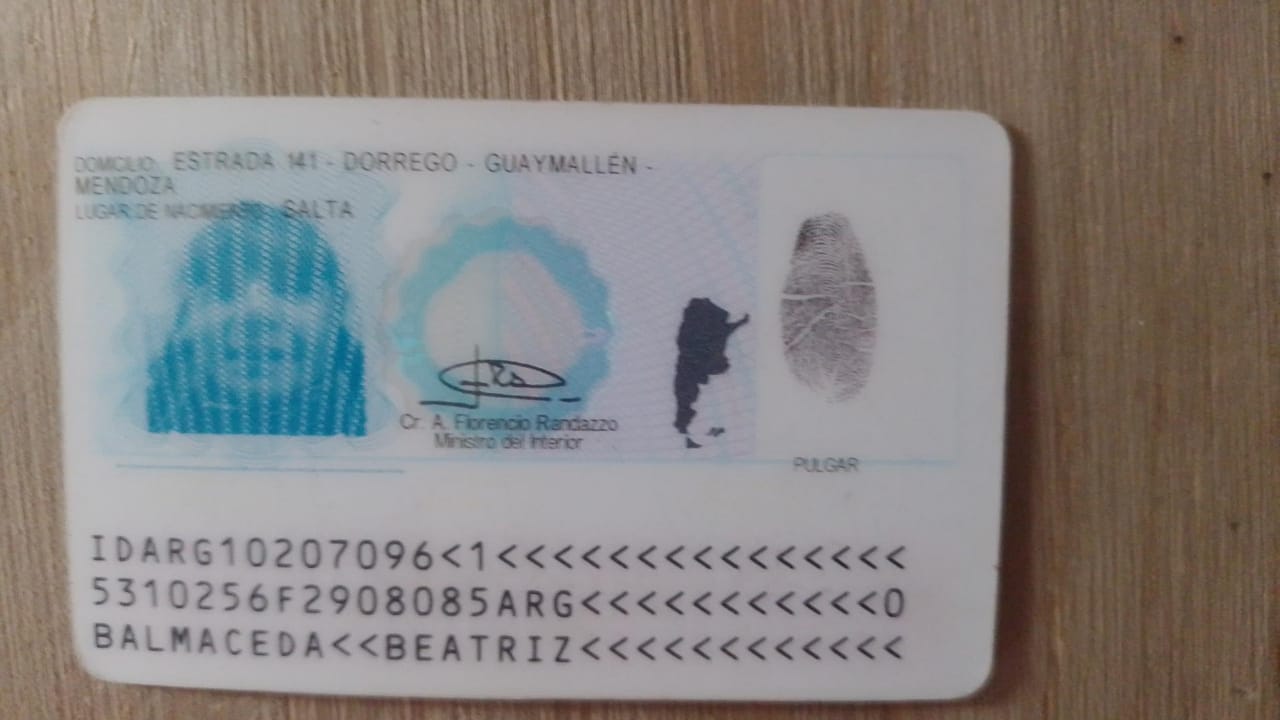 DOMICILIO: ESTRADA 141 - DORREGO - GUAYMALLÉN -
MENDOZA
LUGAR DE NACIMIENTO: SALTA
Cr. A. Florencio Randazzo
Ministro del Interior
PULGAR
IDARG10207096<1<<<<<<<<<<<<<<<
5310256F2908085ARG<<<<<<<<<<<0
BALMACEDA<<BEATRIZ<<<<<<<<<<<<